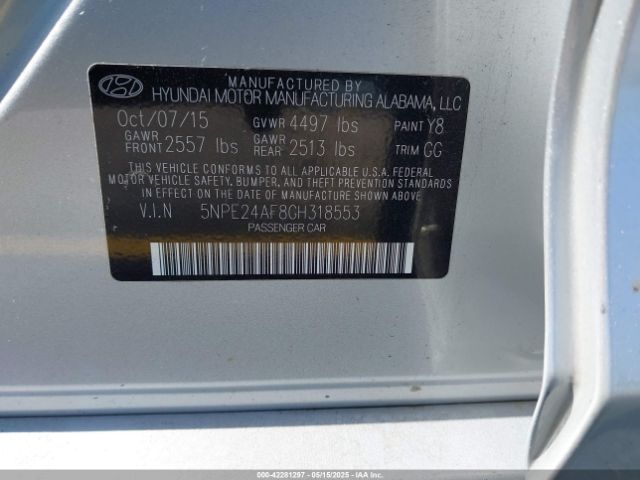 MANUFACTURED BY
HYUNDAI MOTOR MANUFACTURING ALABAMA, LLC
Oct/07/15 GVWR 4497 lbs PAINT Y8
GAWR FRONT 2557 lbs GAWR REAR 2513 lbs TRIM GG
THIS VEHICLE CONFORMS TO ALL APPLICABLE U.S.A. FEDERAL
MOTOR VEHICLE SAFETY, BUMPER, AND THEFT PREVENTION STANDARDS
IN EFFECT ON THE DATE OF MANUFACTURE SHOWN ABOVE
V.I.N 5NPE24AF8GH318553
PASSENGER CAR
000-42281297 - 05/15/2025 - IAAI.COM